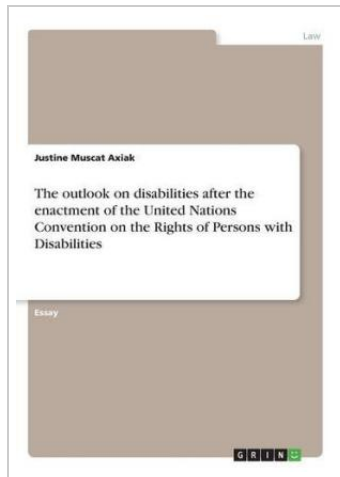 Law
Justine Muscat Axiak
The outlook on disabilities after the
enactment of the United Nations
Convention on the Rights of Persons with
Disabilities
Essay
GRIN